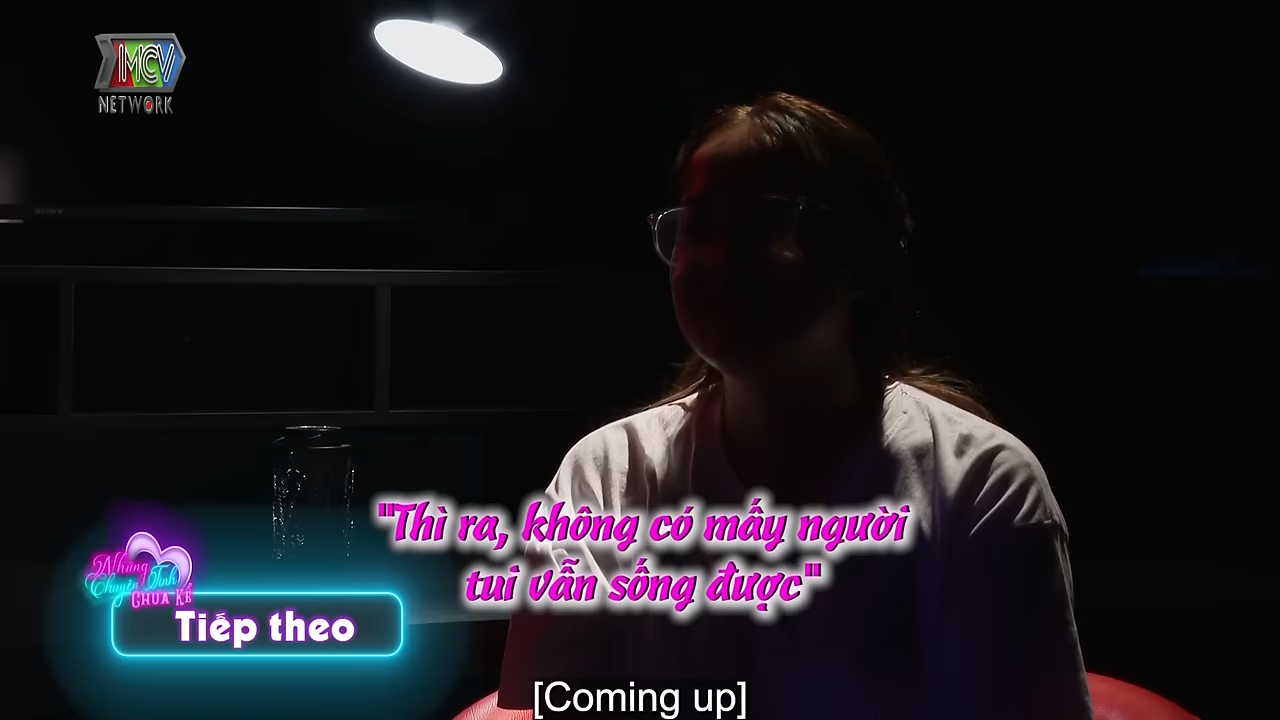 MCV
NETWORK
SONY
"Thì ra, không có mấy người
tui vẫn sống được"
Những
Chuyện Tình
CHƯA KỂ
Tiếp theo
[Coming up]